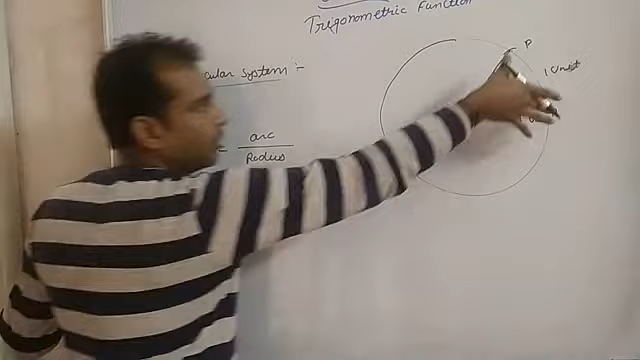 Trigonometric Function
cular System :-
= arc
Radius
P
1 Unit